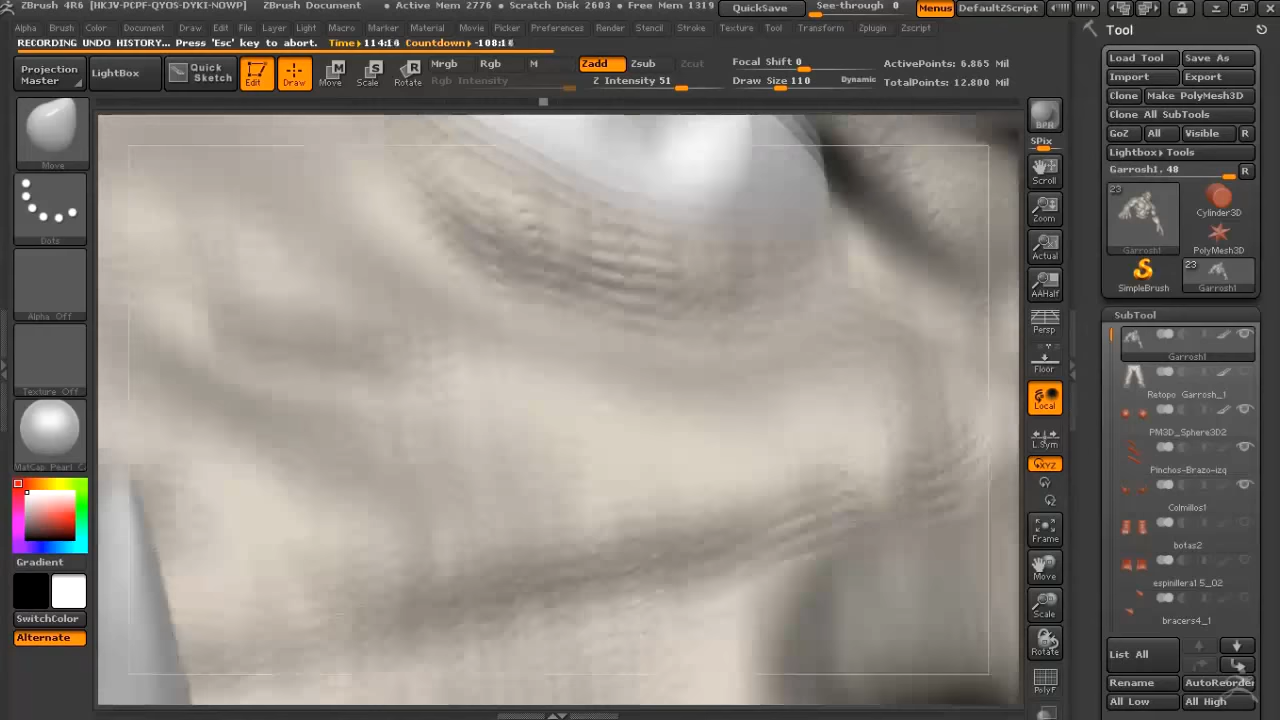 ZBrush 4R6 [HKJV-PCPF-QYOS-DYKI-NOWP] ZBrush Document • Active Mem 2776 • Scratch Disk 2603 • Free Mem 1319 QuickSave See-through 0 Menus DefaultZScript
Alpha Brush Color Document Draw Edit File Layer Light Macro Marker Material Movie Picker Preferences Render Stencil Stroke Texture Tool Transform Zplugin Zscript
RECORDING UNDO HISTORY... Press 'Esc' key to abort. Time▸114:14 Countdown▸
Projection Master
LightBox
Quick Sketch
Edit
Draw
Move
Scale
Rotate
Mrgb Rgb M
Rgb Intensity
Zadd Zsub Zcut
Z Intensity 51
Focal Shift 0
Draw Size 110 Dynamic
ActivePoints: 6.865 Mil
TotalPoints: 12.800 Mil
Move
Dots
Alpha Off
Texture Off
MatCap Pearl C
Gradient
SwitchColor
Alternate
BPR
SPix
Scroll
Zoom
Actual
AAHalf
Persp
Floor
Local
L.Sym
XYZ
Y
Z
Frame
Move
Scale
Rotate
PolyF
Tool
Load Tool Save As
Import Export
Clone Make PolyMesh3D
Clone All SubTools
GoZ All Visible R
Lightbox▸Tools
Garrosh1. 48 R
23
Garrosh1
Cylinder3D
PolyMesh3D
SimpleBrush
23
Garrosh1
SubTool
Garrosh1
Retopo_Garrosh_1
PM3D_Sphere3D2
Pinchos-Brazo-izq
Colmillos1
botas2
espinillera15_02
bracers4_1
List All
Rename AutoReorder
All Low All High